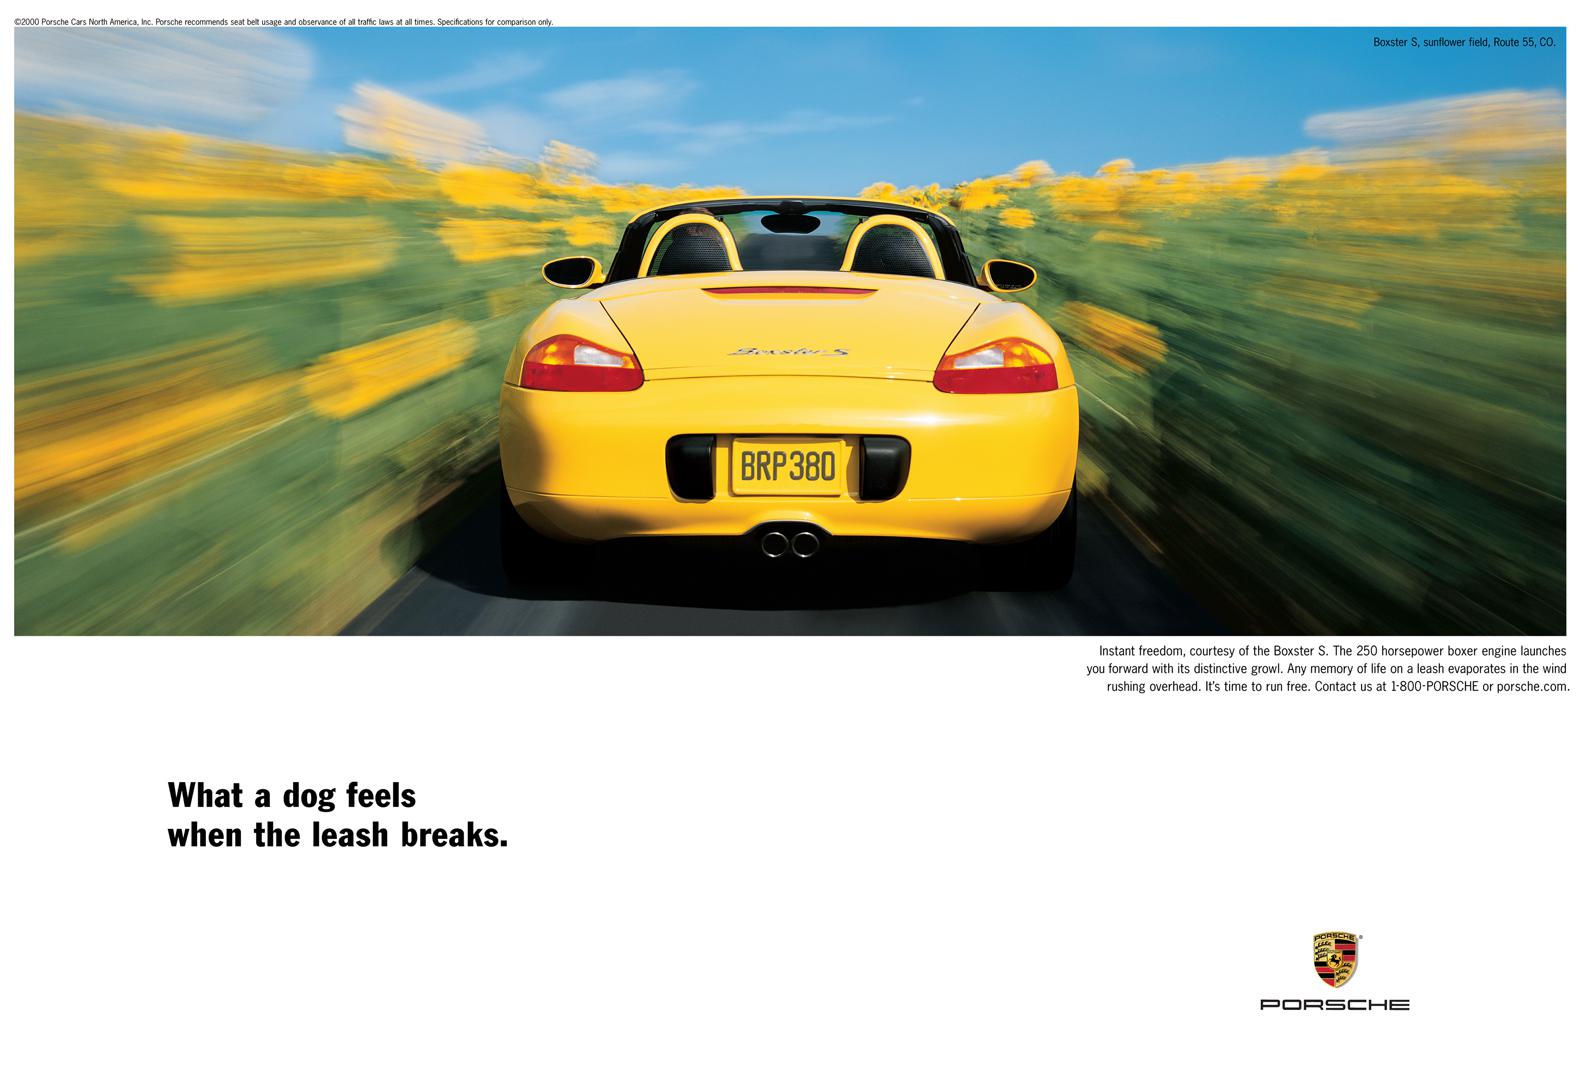 ©2000 Porsche Cars North America, Inc. Porsche recommends seat belt usage and observance of all traffic laws at all times. Specifications for comparison only.
Boxster S, sunflower field, Route 55, CO.
Boxster S
BRP380
Instant freedom, courtesy of the Boxster S. The 250 horsepower boxer engine launches
you forward with its distinctive growl. Any memory of life on a leash evaporates in the wind
rushing overhead. It's time to run free. Contact us at 1-800-PORSCHE or porsche.com.
What a dog feels
when the leash breaks.
PORSCHE
®
PORSCHE